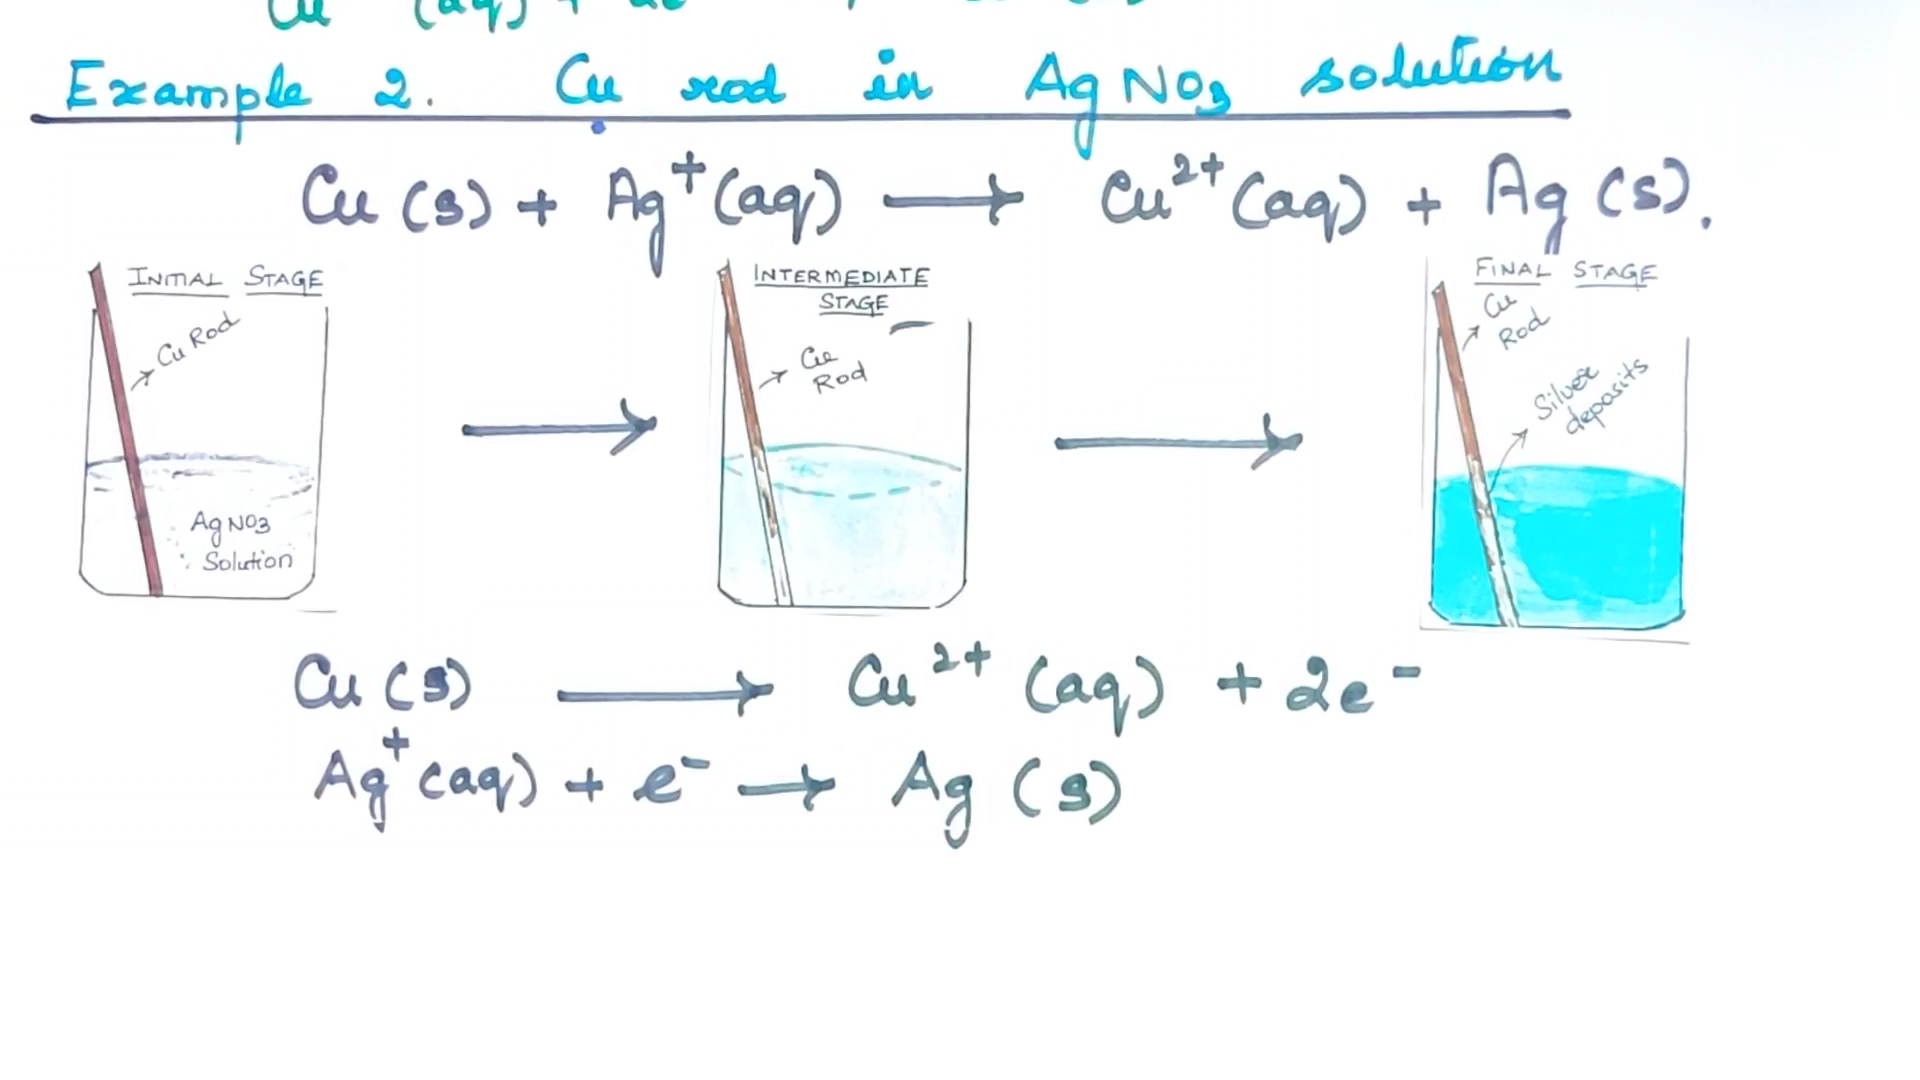 Example 2. Cu rod in AgNO3 solution
Cu (s) + Ag⁺ (aq) → Cu²⁺ (aq) + Ag (s).
INITIAL STAGE
Cu Rod
AgNO3
Solution
INTERMEDIATE
STAGE
Cu
Rod
FINAL STAGE
Cu
Rod
Silver
deposits
Cu (s) → Cu²⁺ (aq) + 2e⁻
Ag⁺ (aq) + e⁻ → Ag (s)